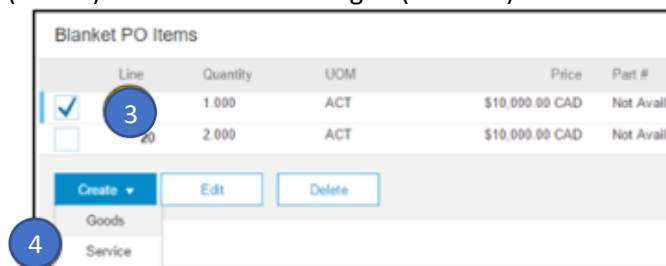 Blanket PO Items
Line Quantity UOM Price Part #
3 1.000 ACT $10,000.00 CAD Not Avail
20 2.000 ACT $10,000.00 CAD Not Avail
Create Edit Delete
Goods
4 Service